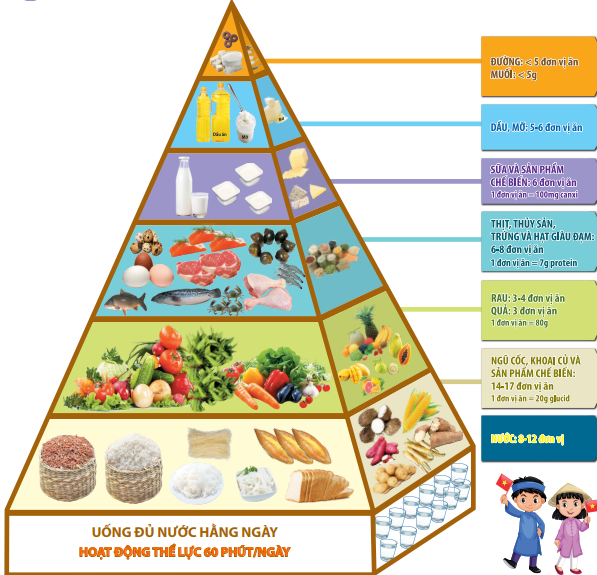 ĐƯỜNG: < 5 đơn vị ăn
MUỐI: < 5g
Dầu ăn
DẦU, MỠ: 5-6 đơn vị ăn
SỮA VÀ SẢN PHẨM
CHẾ BIẾN: 6 đơn vị ăn
1 đơn vị ăn = 100mg canxi
THỊT, THỦY SẢN,
TRỨNG VÀ HẠT GIÀU ĐẠM:
6-8 đơn vị ăn
1 đơn vị ăn = 7g protein
RAU: 3-4 đơn vị ăn
QUẢ: 3 đơn vị ăn
1 đơn vị ăn = 80g
NGŨ CỐC, KHOAI CỦ VÀ
SẢN PHẨM CHẾ BIẾN:
14-17 đơn vị ăn
1 đơn vị ăn = 20g glucid
NƯỚC: 8-12 đơn vị
UỐNG ĐỦ NƯỚC HẰNG NGÀY
HOẠT ĐỘNG THỂ LỰC 60 PHÚT/NGÀY